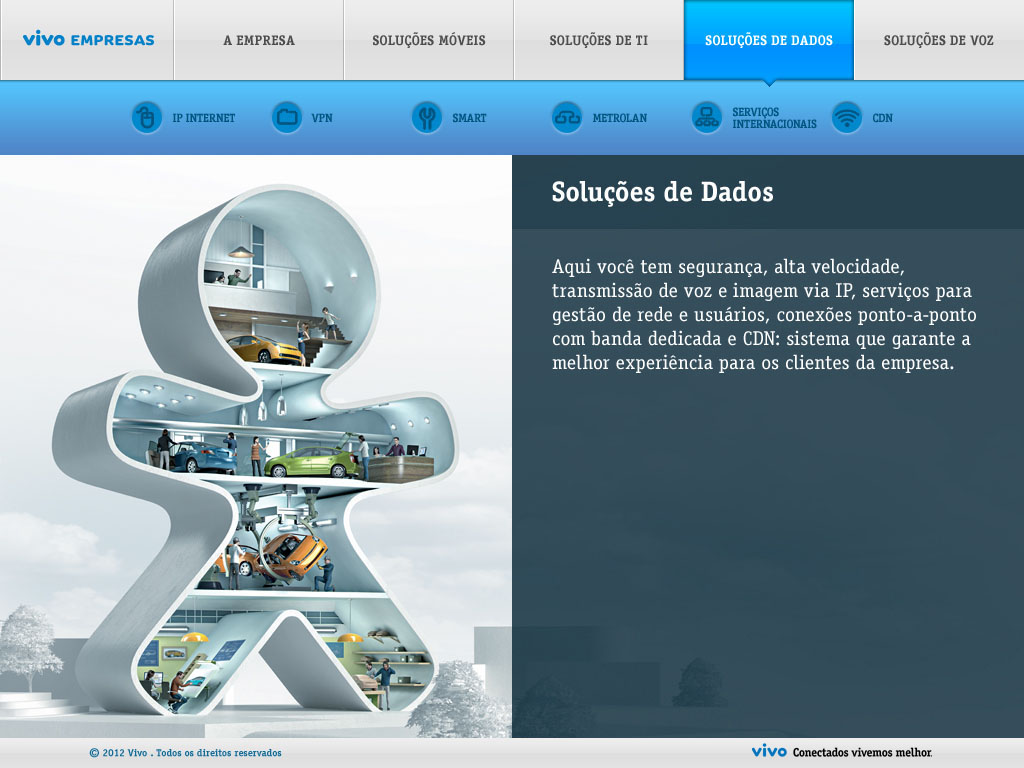 vivo EMPRESAS
A EMPRESA
SOLUÇÕES MÓVEIS
SOLUÇÕES DE TI
SOLUÇÕES DE DADOS
SOLUÇÕES DE VOZ
IP INTERNET
VPN
SMART
METROLAN
SERVIÇOS
INTERNACIONAIS
CDN
Soluções de Dados
Aqui você tem segurança, alta velocidade,
transmissão de voz e imagem via IP, serviços para
gestão de rede e usuários, conexões ponto-a-ponto
com banda dedicada e CDN: sistema que garante a
melhor experiência para os clientes da empresa.
© 2012 Vivo . Todos os direitos reservados
vivo Conectados vivemos melhor.